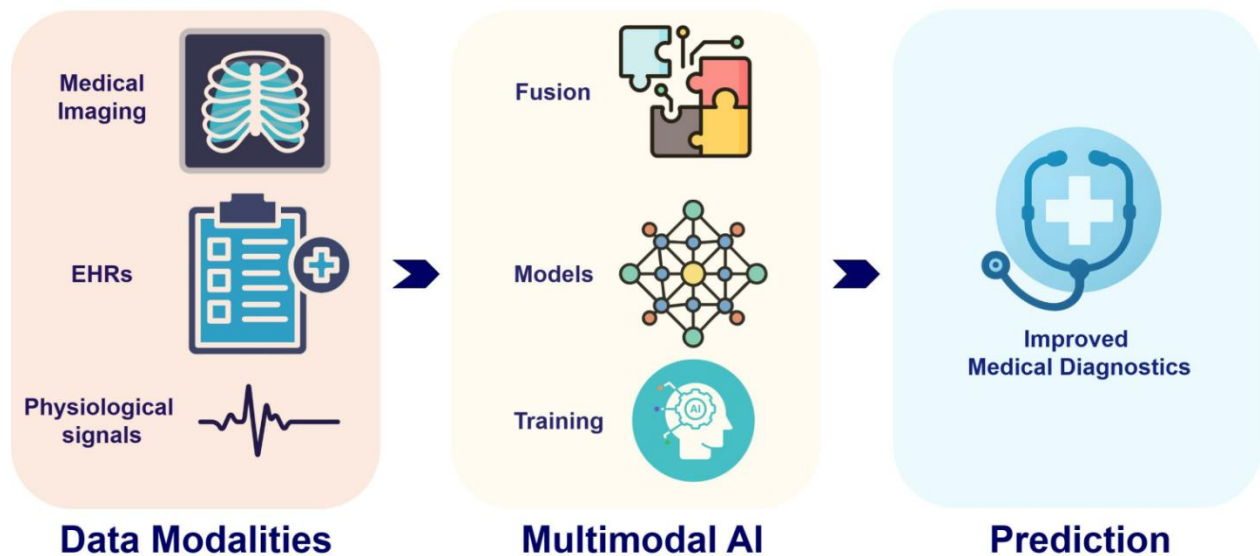 Medical
Imaging
EHRs
Physiological
signals
Data Modalities
Fusion
Models
Training
AI
Multimodal AI
Improved
Medical Diagnostics
Prediction